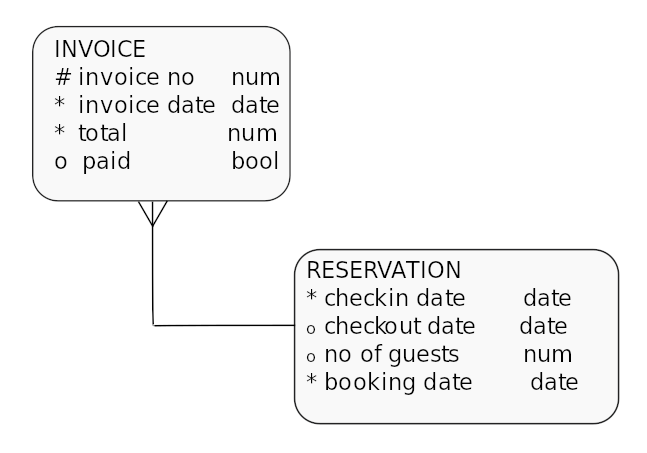 INVOICE
# invoice no num
* invoice date date
* total num
o paid bool
RESERVATION
* checkin date date
o checkout date date
o no of guests num
* booking date date